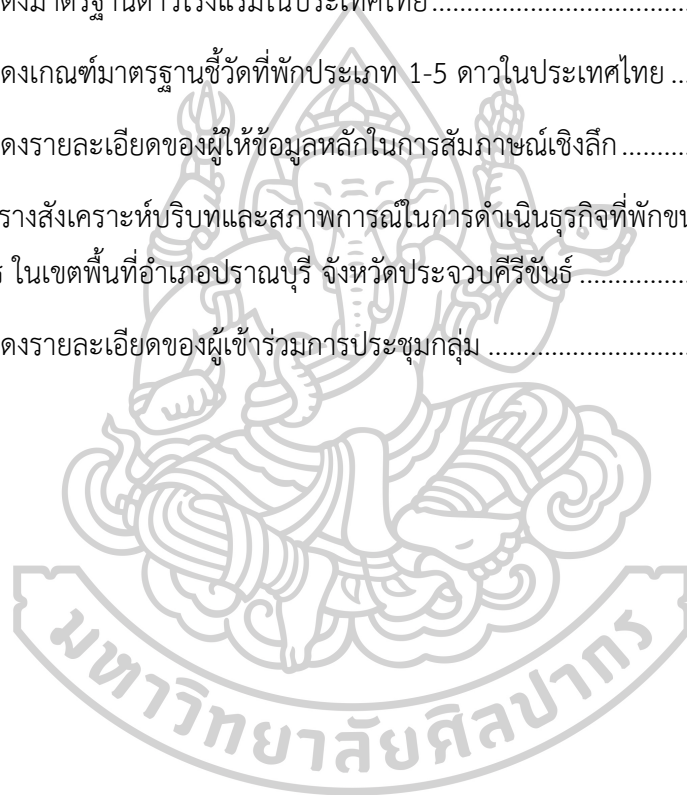 ดงมาตรฐานดาวโรงแรมในประเทศไทย
ดงเกณฑ์มาตรฐานชี้วัดที่พักประเภท 1-5 ดาวในประเทศไทย
ดงรายละเอียดของผู้ให้ข้อมูลหลักในการสัมภาษณ์เชิงลึก
รางสังเคราะห์บริบทและสภาพการณ์ในการดำเนินธุรกิจที่พักขน
ในเขตพื้นที่อำเภอปราณบุรี จังหวัดประจวบคีรีขันธ์
ดงรายละเอียดของผู้เข้าร่วมการประชุมกลุ่ม
มหาวิทยาลัยศิลปากร